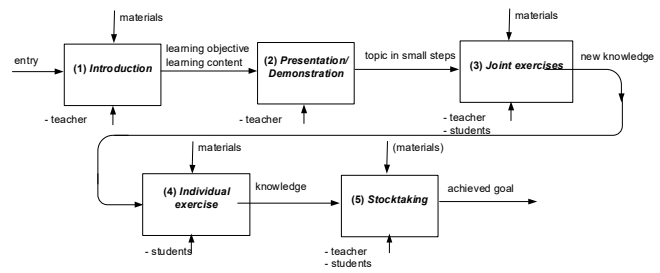 materials
entry
(1) Introduction
learning objective
learning content
- teacher
(2) Presentation/
Demonstration
topic in small steps
- teacher
materials
(3) Joint exercises
new knowledge
- teacher
- students
materials
(4) Individual
exercise
knowledge
- students
(materials)
(5) Stocktaking
achieved goal
- teacher
- students